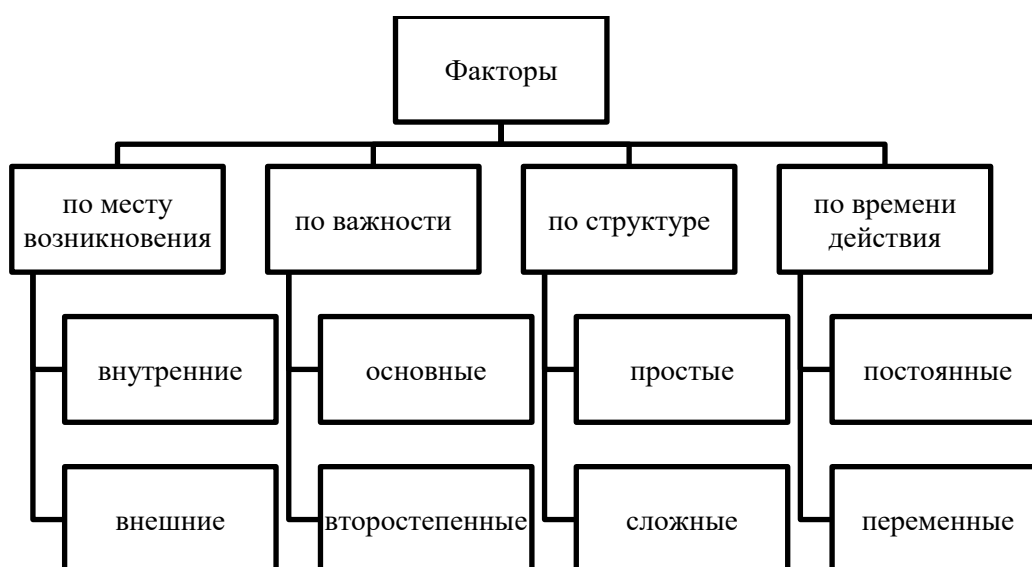 Факторы
по месту
возникновения
по важности
по структуре
по времени
действия
внутренние
основные
простые
постоянные
внешние
второстепенные
сложные
переменные